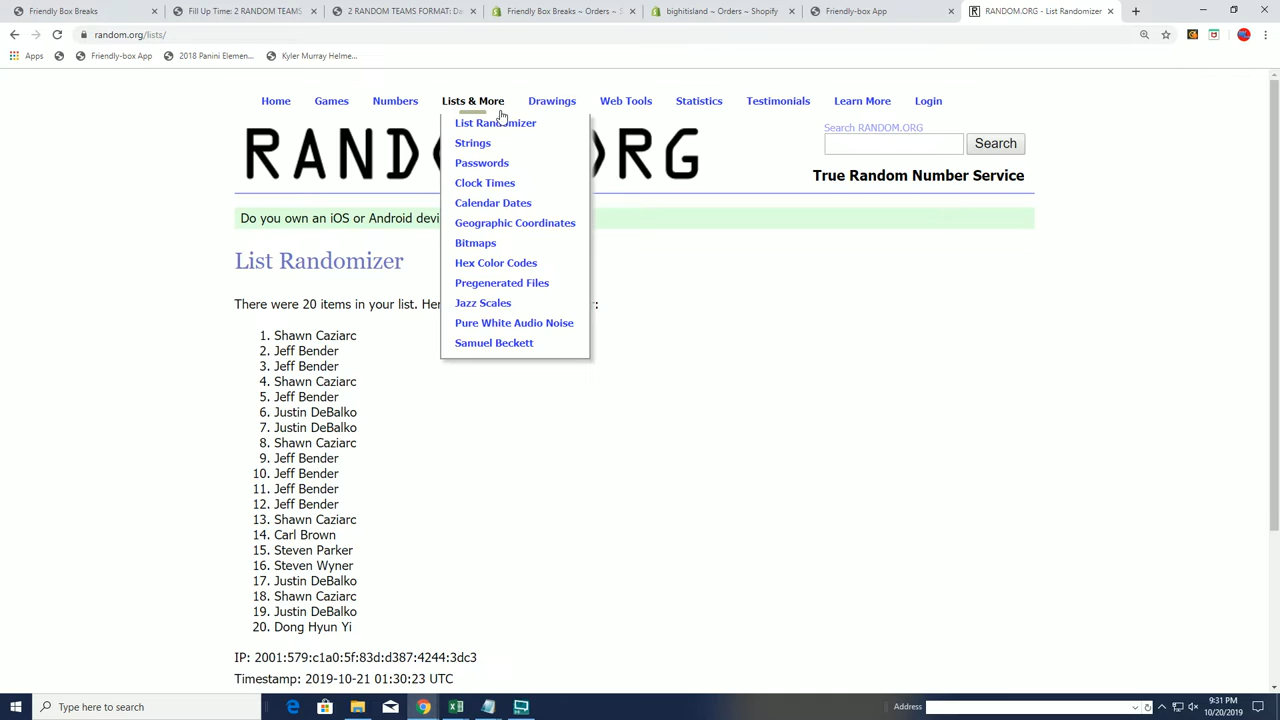 Friendly Box Breaks
Fill Up Time: 2 RANDOM TEAMS
2 RANDOM TEAMS FORMAT: Da
Friendly Box Breaks ~ Orders ~ S
bighitisland ~ Orders ~ Shopify
Friendly-box App
RANDOM.ORG - List Randomizer
random.org/lists/
Apps
Friendly-box App
2018 Panini Elemen...
Kyler Murray Helme...
Home
Games
Numbers
Lists & More
Drawings
Web Tools
Statistics
Testimonials
Learn More
Login
List Randomizer
Strings
Passwords
Clock Times
Calendar Dates
Geographic Coordinates
Bitmaps
Hex Color Codes
Pregenerated Files
Jazz Scales
Pure White Audio Noise
Samuel Beckett
Search RANDOM.ORG
Search
True Random Number Service
Do you own an iOS or Android devi
List Randomizer
There were 20 items in your list. Her
:
1. Shawn Caziarc
2. Jeff Bender
3. Jeff Bender
4. Shawn Caziarc
5. Jeff Bender
6. Justin DeBalko
7. Justin DeBalko
8. Shawn Caziarc
9. Jeff Bender
10. Jeff Bender
11. Jeff Bender
12. Jeff Bender
13. Shawn Caziarc
14. Carl Brown
15. Steven Parker
16. Steven Wyner
17. Justin DeBalko
18. Shawn Caziarc
19. Justin DeBalko
20. Dong Hyun Yi
IP: 2001:579:c1a0:5f:83d:d387:4244:3dc3
Timestamp: 2019-10-21 01:30:23 UTC
Type here to search
Address
9:31 PM
10/20/2019